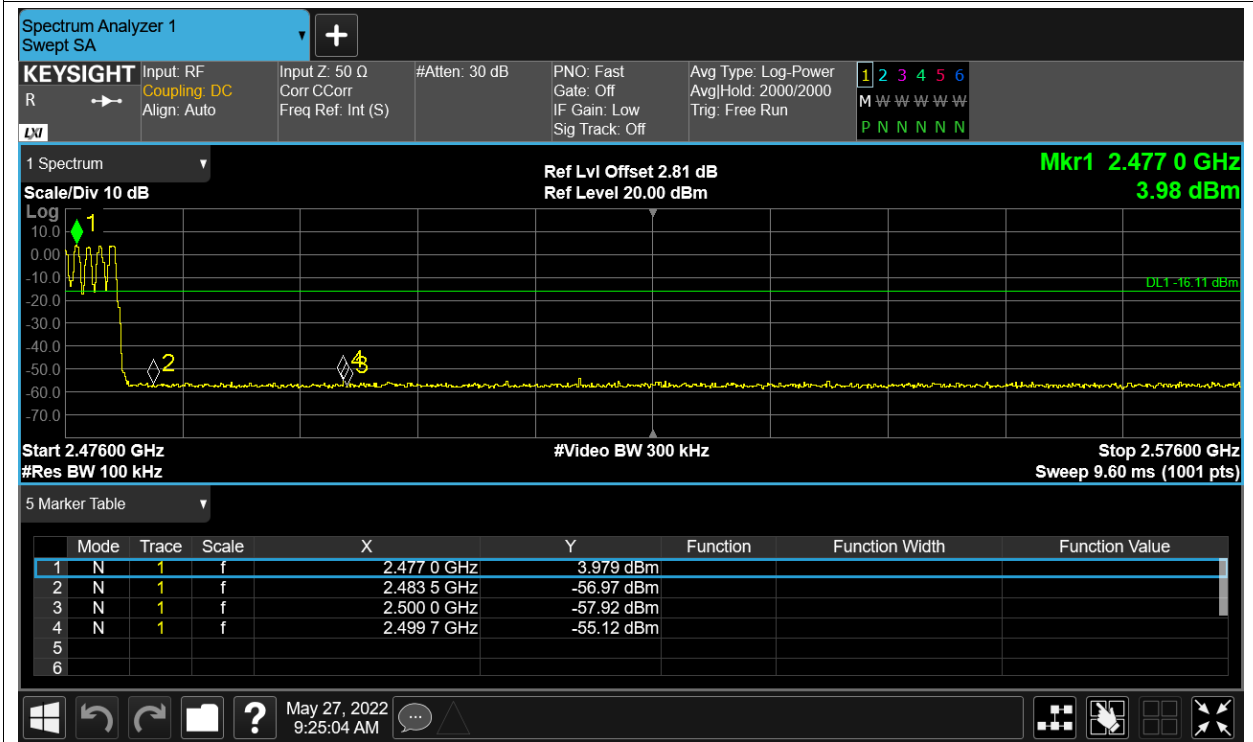 Spectrum Analyzer 1
Swept SA
KEYSIGHT
R
LXI
Input: RF
Coupling: DC
Align: Auto
Input Z: 50 Ω
Corr CCorr
Freq Ref: Int (S)
#Atten: 30 dB
PNO: Fast
Gate: Off
IF Gain: Low
Sig Track: Off
Avg Type: Log-Power
Avg|Hold: 2000/2000
Trig: Free Run
1 2 3 4 5 6
M W W W W W
P N N N N N
1 Spectrum
Scale/Div 10 dB
Ref Lvl Offset 2.81 dB
Ref Level 20.00 dBm
Mkr1 2.477 0 GHz
3.98 dBm
Log
10.0
0.00
-10.0
-20.0
-30.0
-40.0
-50.0
-60.0
-70.0
1
2
4
3
DL1 -16.11 dBm
Start 2.47600 GHz
#Res BW 100 kHz
#Video BW 300 kHz
Stop 2.57600 GHz
Sweep 9.60 ms (1001 pts)
5 Marker Table
Mode Trace Scale X Y Function Function Width Function Value
1 N 1 f 2.477 0 GHz 3.979 dBm
2 N 1 f 2.483 5 GHz -56.97 dBm
3 N 1 f 2.500 0 GHz -57.92 dBm
4 N 1 f 2.499 7 GHz -55.12 dBm
5
6
?
May 27, 2022
9:25:04 AM